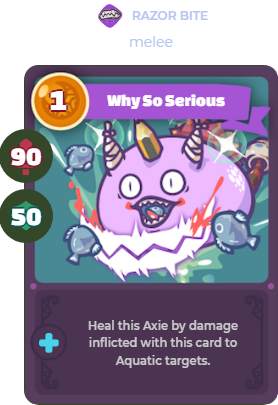 RAZOR BITE
melee
1
Why So Serious
90
50
Heal this Axie by damage
inflicted with this card to
Aquatic targets.